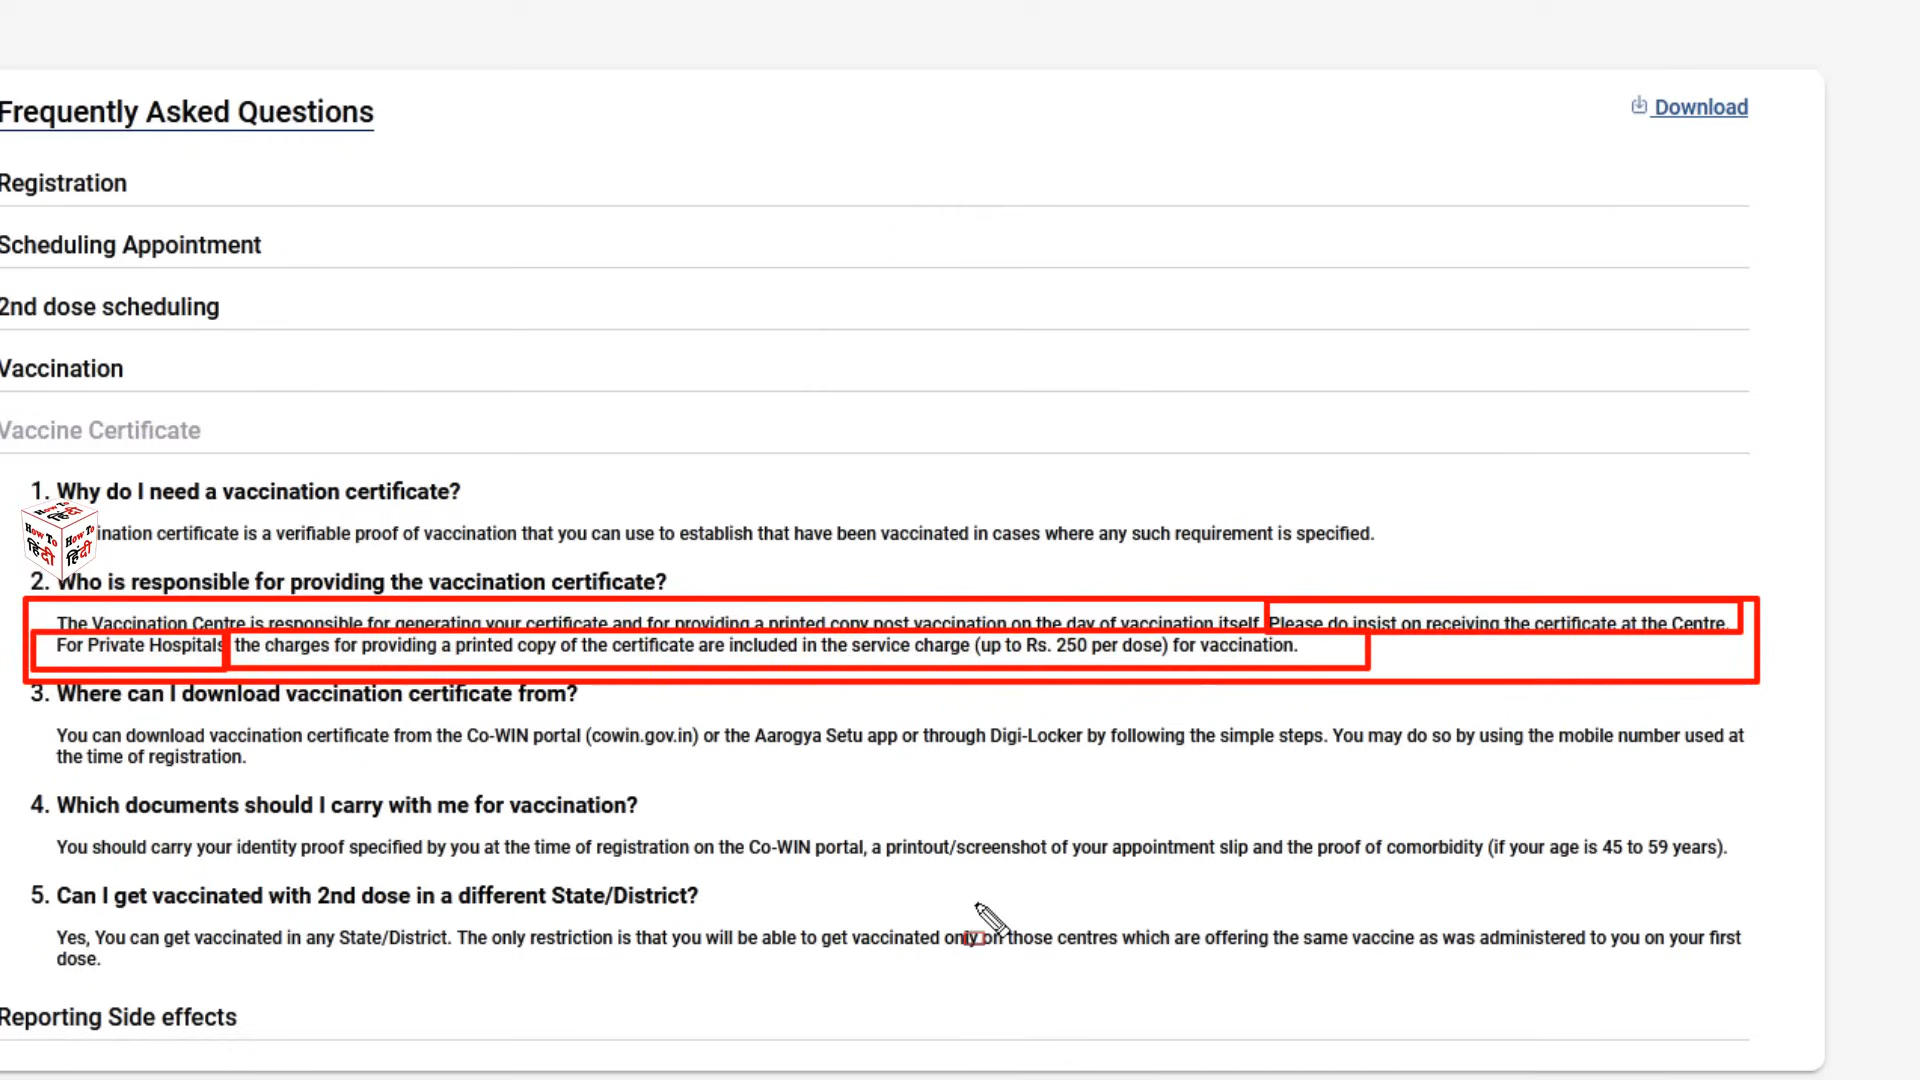 Frequently Asked Questions
Download
Registration
Scheduling Appointment
2nd dose scheduling
Vaccination
Vaccine Certificate
1. Why do I need a vaccination certificate?
ination certificate is a verifiable proof of vaccination that you can use to establish that have been vaccinated in cases where any such requirement is specified.
How To
हिंदी
How To
हिंदी
How To
हिंदी
2. Who is responsible for providing the vaccination certificate?
The Vaccination Centre is responsible for generating your certificate and for providing a printed copy post vaccination on the day of vaccination itself. Please do insist on receiving the certificate at the Centre.
For Private Hospitals the charges for providing a printed copy of the certificate are included in the service charge (up to Rs. 250 per dose) for vaccination.
3. Where can I download vaccination certificate from?
You can download vaccination certificate from the Co-WIN portal (cowin.gov.in) or the Aarogya Setu app or through Digi-Locker by following the simple steps. You may do so by using the mobile number used at
the time of registration.
4. Which documents should I carry with me for vaccination?
You should carry your identity proof specified by you at the time of registration on the Co-WIN portal, a printout/screenshot of your appointment slip and the proof of comorbidity (if your age is 45 to 59 years).
5. Can I get vaccinated with 2nd dose in a different State/District?
Yes, You can get vaccinated in any State/District. The only restriction is that you will be able to get vaccinated only on those centres which are offering the same vaccine as was administered to you on your first
dose.
Reporting Side effects